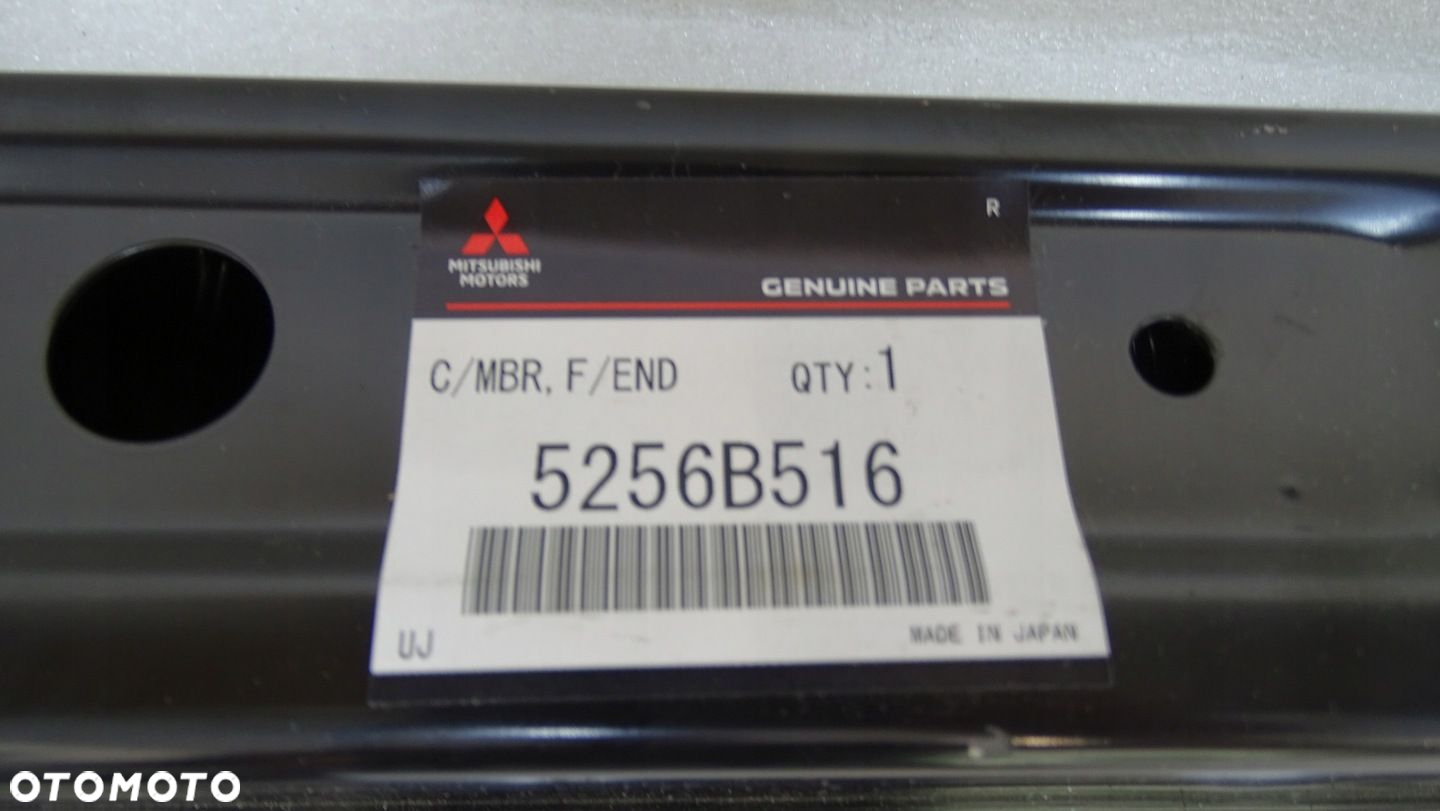 R
MITSUBISHI
MOTORS
GENUINE PARTS
C/MBR, F/END QTY:1
5256B516
UJ MADE IN JAPAN
OTOMOTO